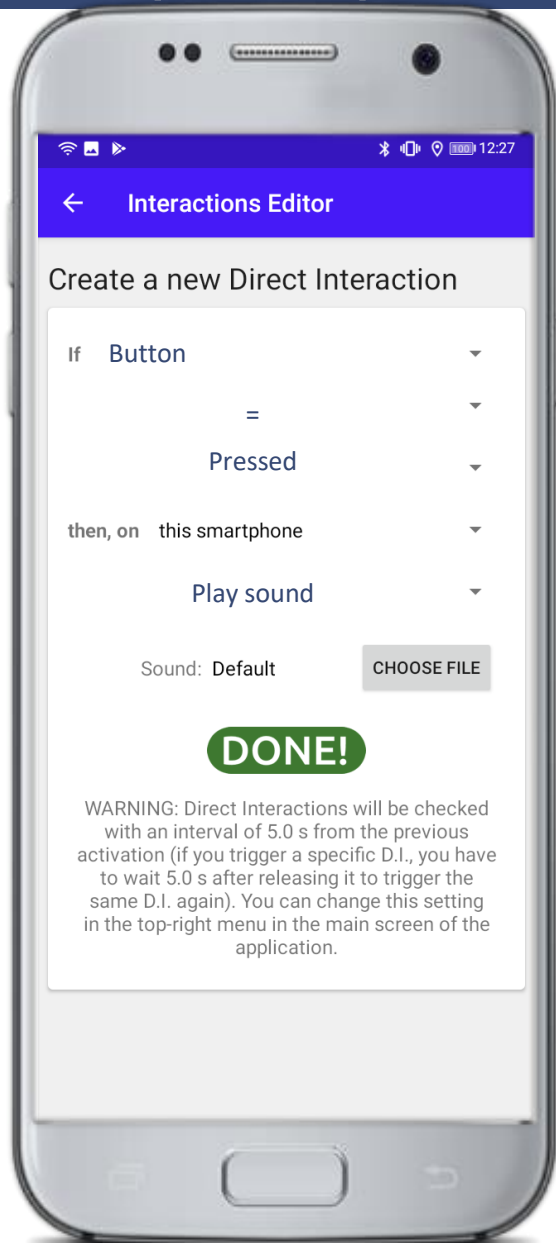 100 12:27
Interactions Editor
Create a new Direct Interaction
If Button
=
Pressed
then, on this smartphone
Play sound
Sound: Default CHOOSE FILE
DONE!
WARNING: Direct Interactions will be checked
with an interval of 5.0 s from the previous
activation (if you trigger a specific D.I., you have
to wait 5.0 s after releasing it to trigger the
same D.I. again). You can change this setting
in the top-right menu in the main screen of the
application.